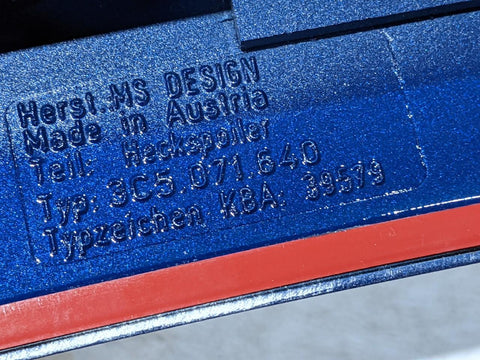 Herst.MS DESIGN
Made in Austria
Teil: Heckspoiler
Typ: 3C5.071.640
Typzeichen KBA: 39579